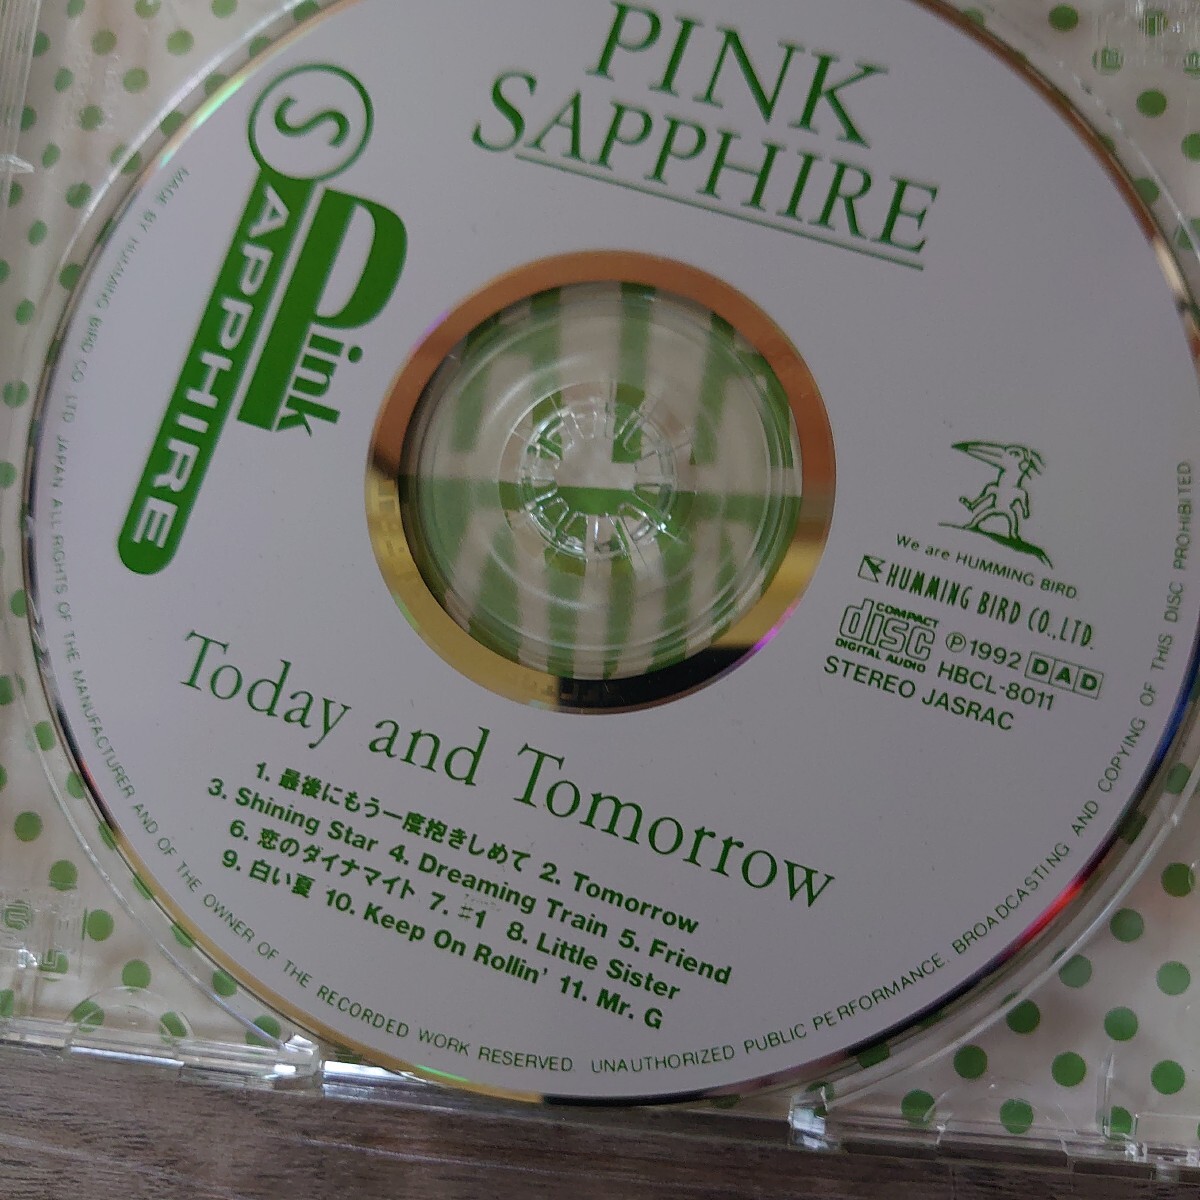 PINK
SAPPHIRE
S
Pink
APPHIRE
We are HUMMING BIRD
HUMMING BIRD CO.,LTD.
COMPACT
disc
DIGITAL AUDIO
Ⓟ1992 DAD
HBCL-8011
STEREO JASRAC
Today and Tomorrow
1. 最後にもう一度抱きしめて 2. Tomorrow
3. Shining Star 4. Dreaming Train 5. Friend
6. 恋のダイナマイト 7. #1 8. Little Sister
9. 白い夏 10. Keep On Rollin' 11. Mr. G
MADE BY HUMMING BIRD CO. LTD. JAPAN ALL RIGHTS OF THE MANUFACTURER AND OF THE OWNER OF THE RECORDED WORK RESERVED. UNAUTHORIZED PUBLIC PERFORMANCE. BROADCASTING AND COPYING OF THIS DISC PROHIBITED.